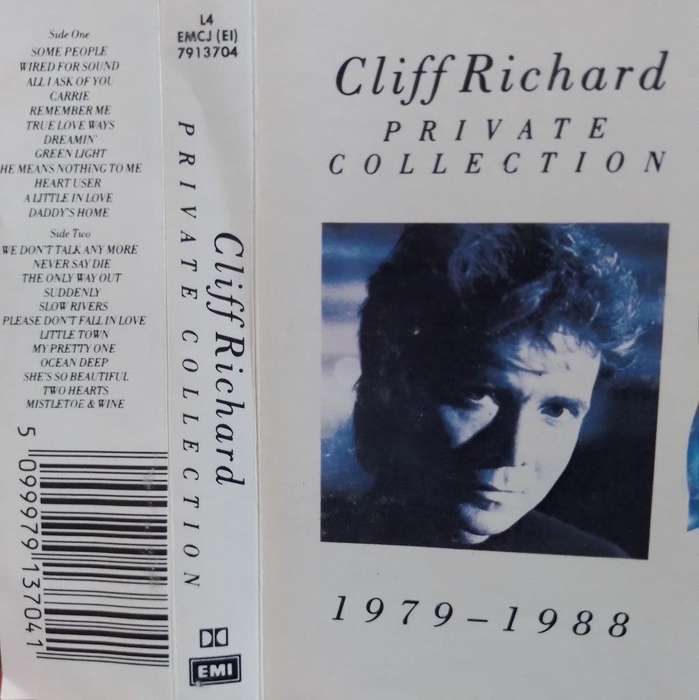 Side One
SOME PEOPLE
WIRED FOR SOUND
ALL I ASK OF YOU
CARRIE
REMEMBER ME
TRUE LOVE WAYS
DREAMIN'
GREEN LIGHT
HE MEANS NOTHING TO ME
HEART USER
A LITTLE IN LOVE
DADDY'S HOME
Side Two
WE DON'T TALK ANY MORE
NEVER SAY DIE
THE ONLY WAY OUT
SUDDENLY
SLOW RIVERS
PLEASE DON'T FALL IN LOVE
LITTLE TOWN
MY PRETTY ONE
OCEAN DEEP
SHE'S SO BEAUTIFUL
TWO HEARTS
MISTLETOE & WINE
5 099979 137041
L4
EMCJ (EI)
7913704
Cliff Richard
PRIVATE COLLECTION
EMI
Cliff Richard
PRIVATE
COLLECTION
1979-1988